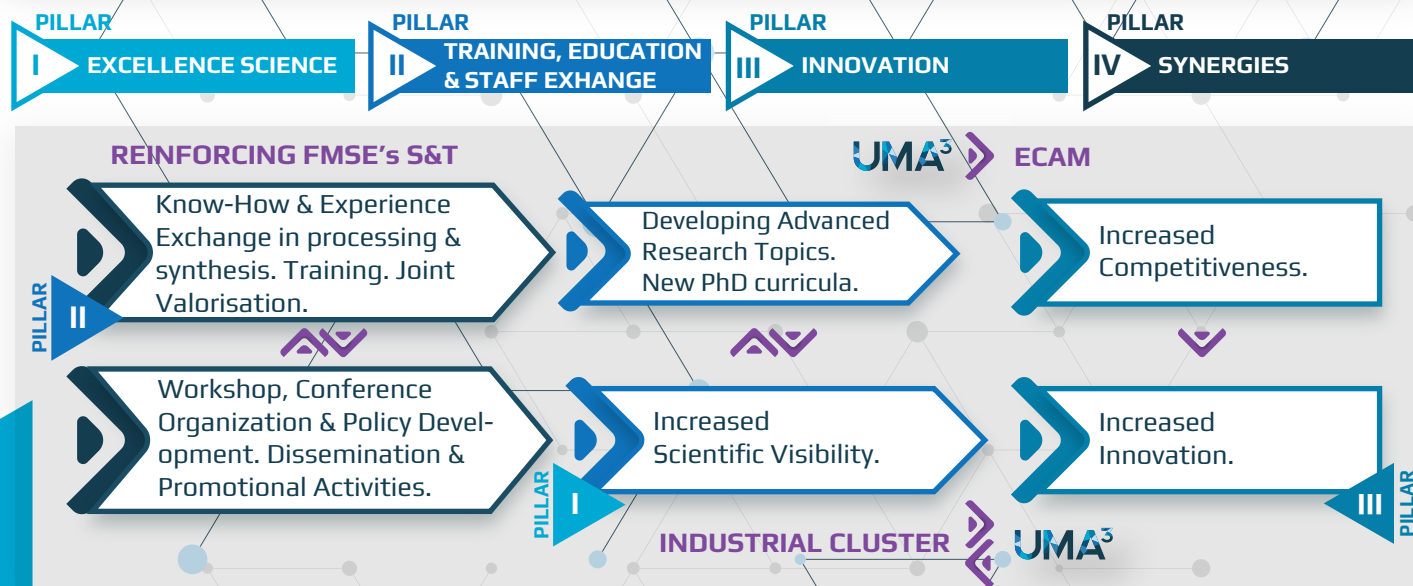 PILLAR
I
EXCELLENCE SCIENCE
PILLAR
II
TRAINING, EDUCATION
& STAFF EXHANGE
PILLAR
III
INNOVATION
PILLAR
IV
SYNERGIES
REINFORCING FMSE's S&T
UMA³
ECAM
Know-How & Experience
Exchange in processing &
synthesis. Training. Joint
Valorisation.
PILLAR
II
Developing Advanced
Research Topics.
New PhD curricula.
Increased
Competitiveness.
Workshop, Conference
Organization & Policy Devel-
opment. Dissemination &
Promotional Activities.
Increased
Scientific Visibility.
PILLAR
I
Increased
Innovation.
III
PILLAR
INDUSTRIAL CLUSTER
UMA³